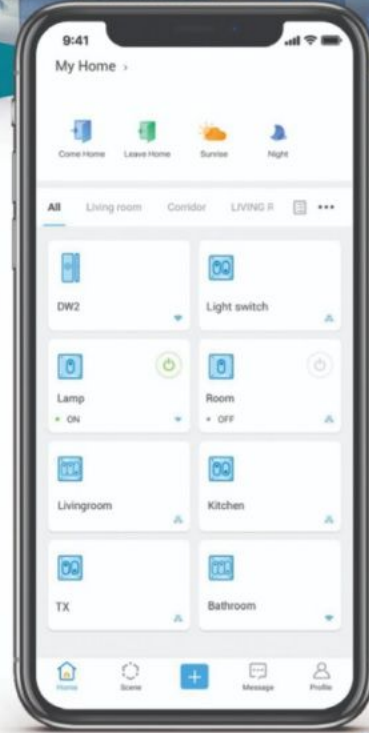 9:41
My Home >
Come Home Leave Home Sunrise Night
All Living room Corridor LIVING R
DW2 Light switch
Lamp Room
ON OFF
Livingroom Kitchen
TX Bathroom
Home Scene Message Profile